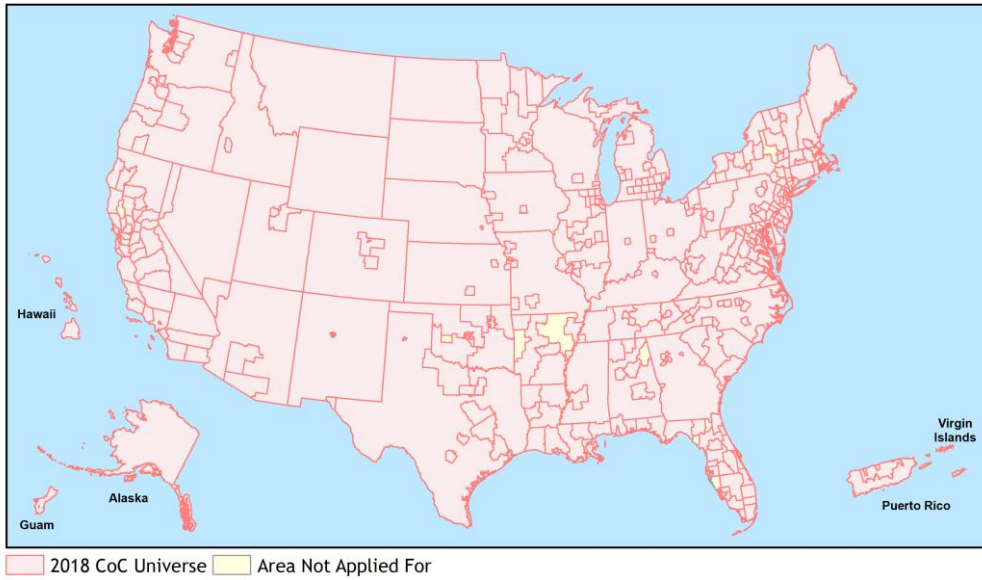 Hawaii
Alaska
Guam
Virgin
Islands
Puerto Rico
2018 CoC Universe
Area Not Applied For